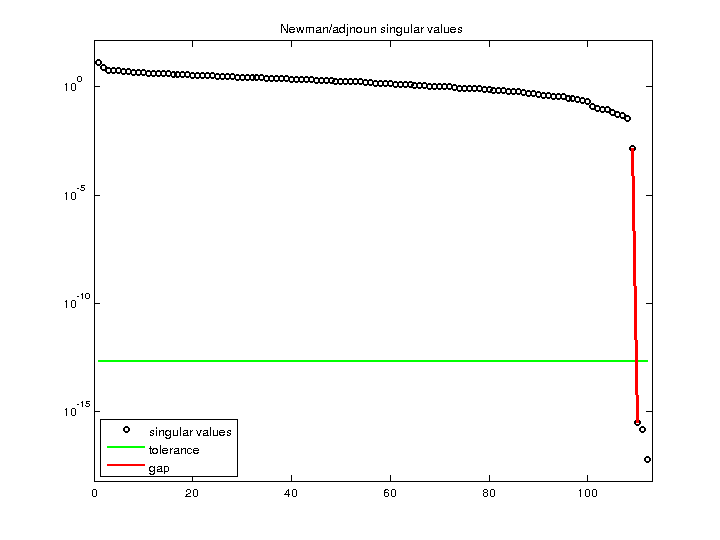 Newman/adjnoun singular values
10^0
10^-5
10^-10
10^-15
singular values
tolerance
gap
0 20 40 60 80 100